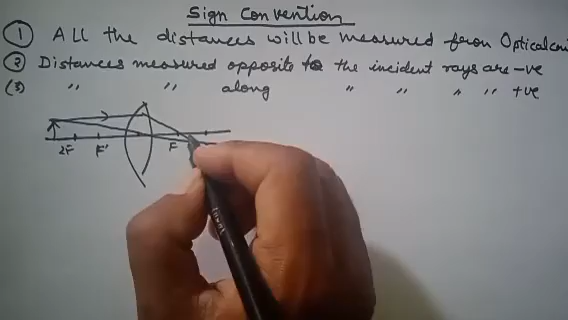 Sign Convention
① All the distances will be measured from Optical
② Distances measured opposite to the incident rays are -ve
(3) " " along " " " " +ve
2F F' F